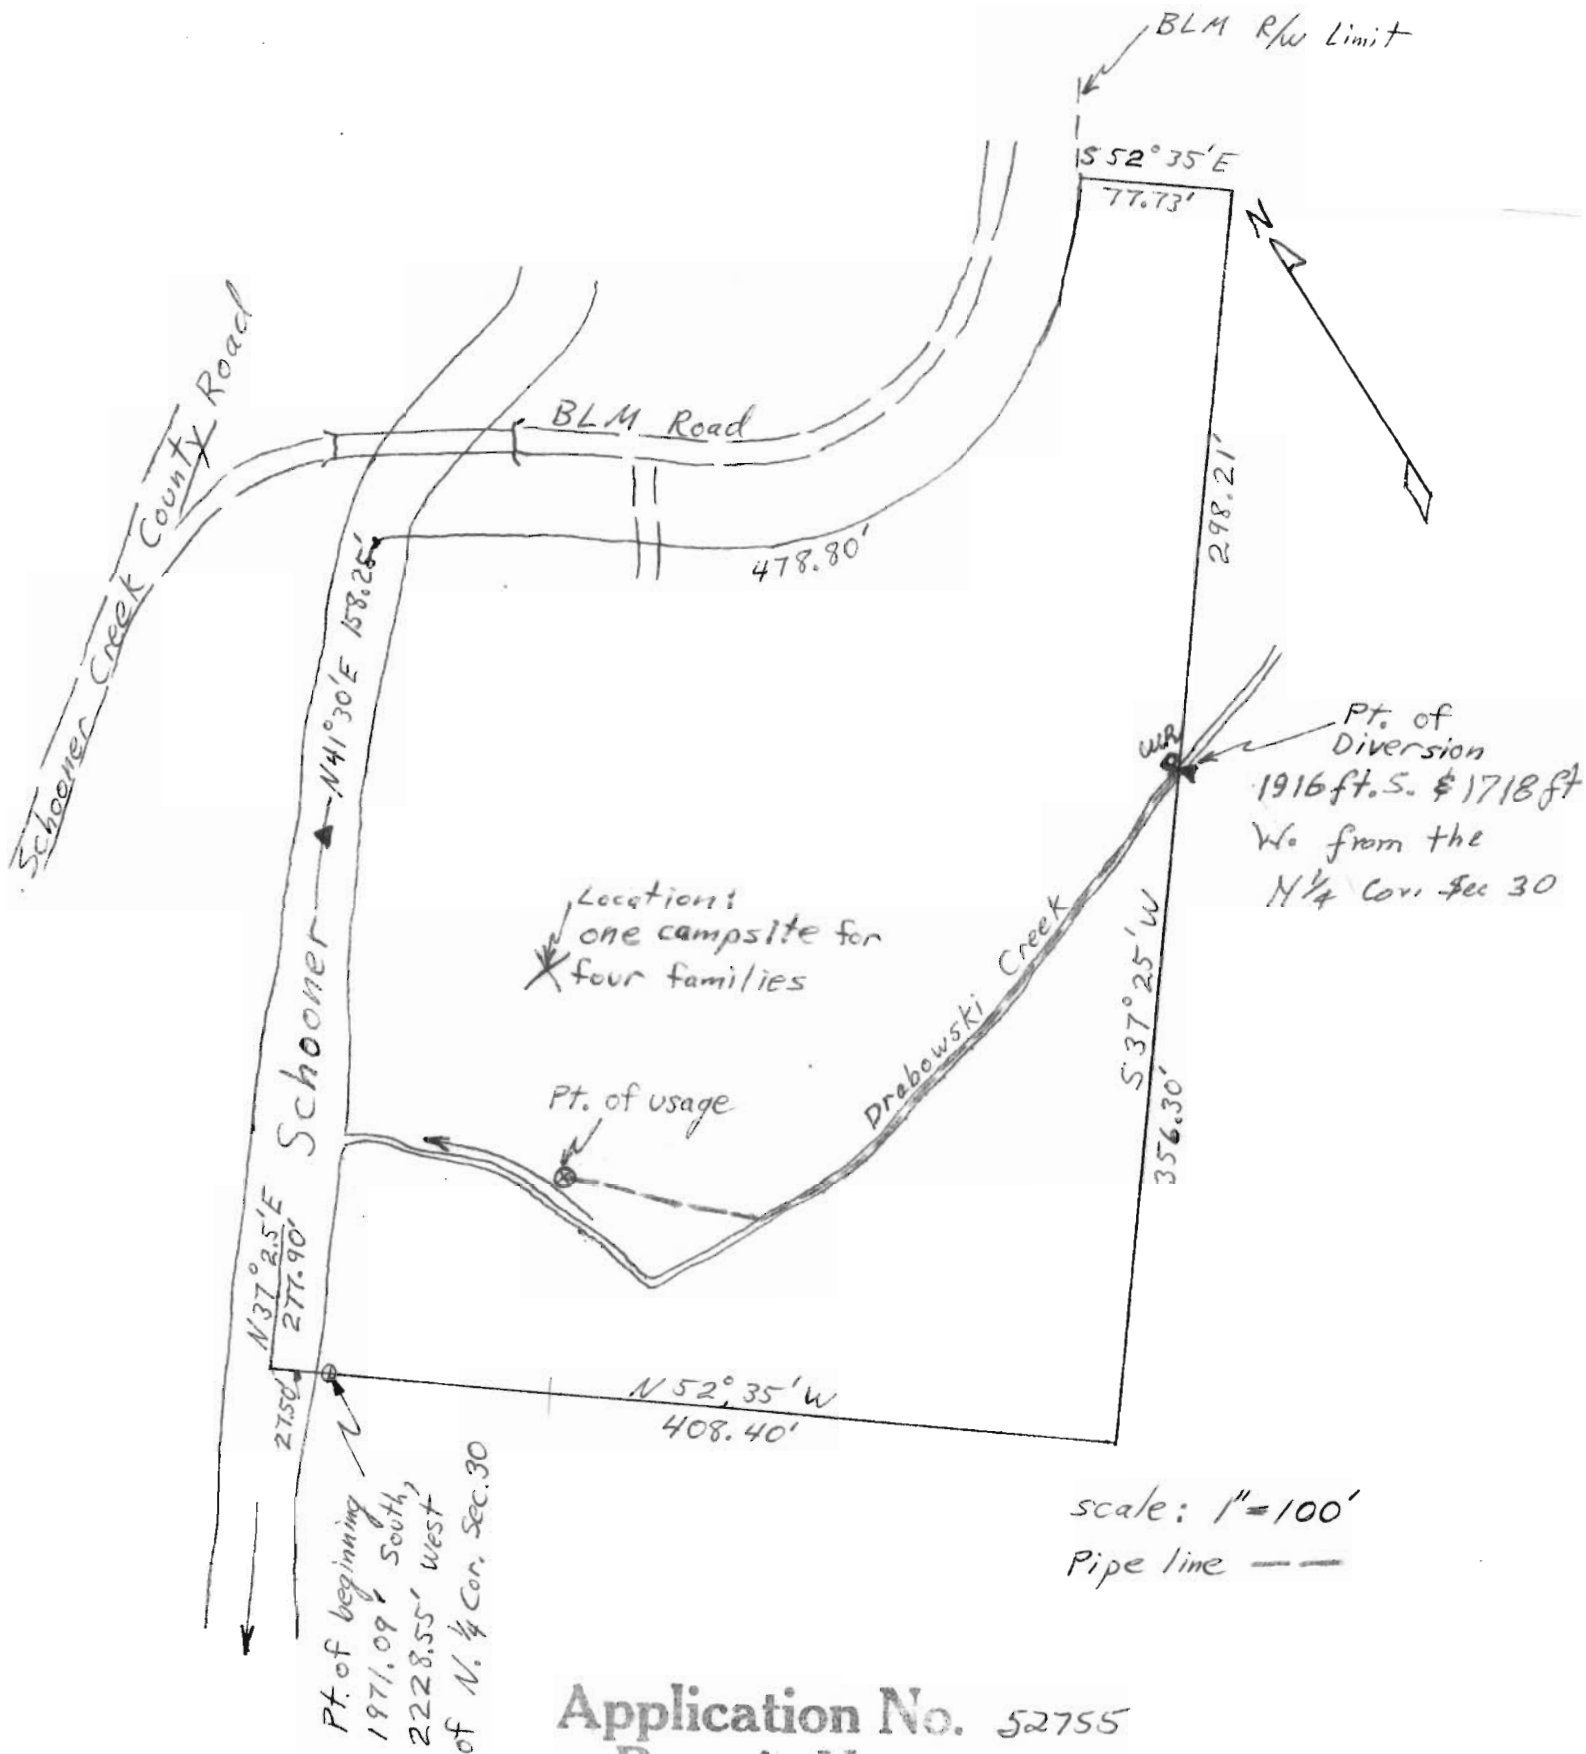 BLM R/W Limit
S 52° 35' E
77.73'
N
Schooner Creek County Road
BLM Road
298.21'
478.80'
N 41° 30' E 158.25'
WR
Pt. of
Diversion
1916 ft. S. & 1718 ft
W. from the
N ¼ Cor. Sec 30
Location:
one campsite for
four families
Schooner
Drabowski Creek
S 37° 25' W
356.30'
Pt. of usage
N 37° 25' E
277.90'
27.50'
N 52° 35' W
408.40'
Pt. of beginning
1971.09' South,
2228.55' West
of N. ¼ Cor. Sec. 30
scale: 1" = 100'
Pipe line
Application No. 52755